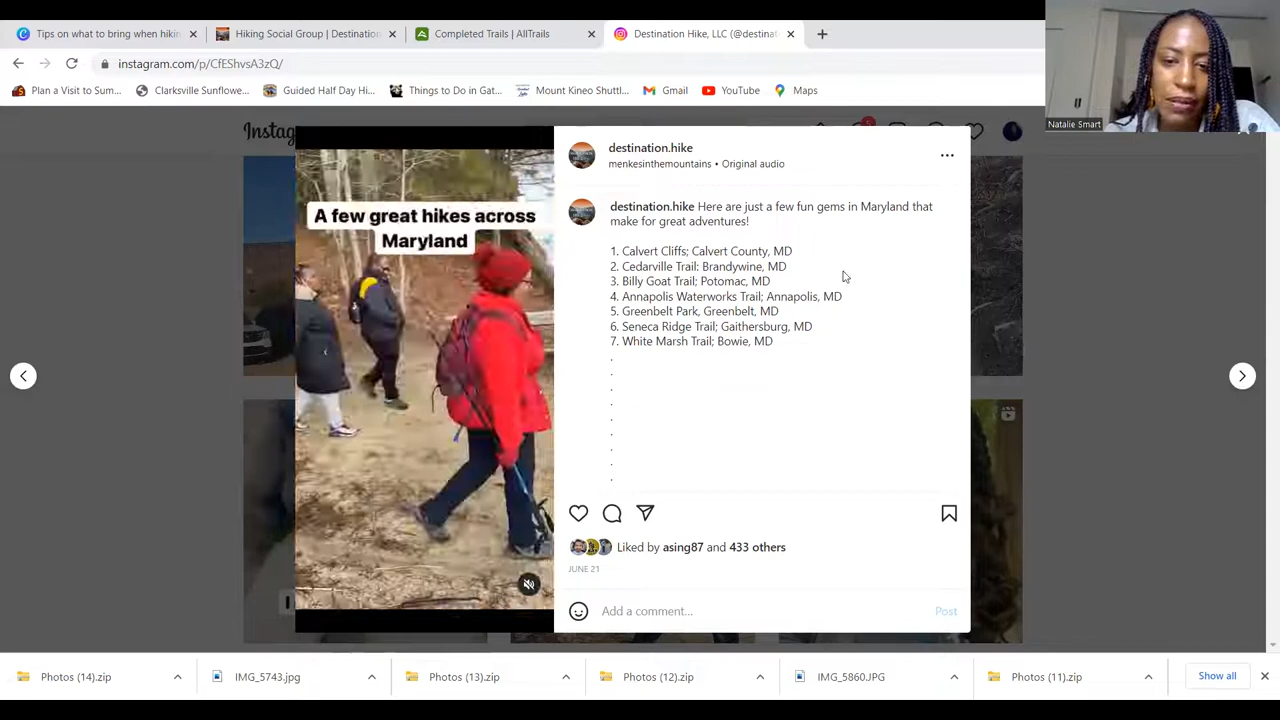 Tips on what to bring when hikin
Hiking Social Group | Destination
Completed Trails | AllTrails
Destination Hike, LLC (@destinat
instagram.com/p/CfEShvsA3zQ/
Plan a Visit to Sum...
Clarksville Sunflowe...
Guided Half Day Hi...
Things to Do in Gat...
Mount Kineo Shuttl...
Gmail
YouTube
Maps
Natalie Smart
Instag
A few great hikes across
Maryland
destination.hike
menkesinthemountains • Original audio
destination.hike Here are just a few fun gems in Maryland that
make for great adventures!
1. Calvert Cliffs; Calvert County, MD
2. Cedarville Trail: Brandywine, MD
3. Billy Goat Trail; Potomac, MD
4. Annapolis Waterworks Trail; Annapolis, MD
5. Greenbelt Park, Greenbelt, MD
6. Seneca Ridge Trail; Gaithersburg, MD
7. White Marsh Trail; Bowie, MD
.
.
.
.
.
.
.
.
.
Liked by asing87 and 433 others
JUNE 21
Add a comment...
Post
Photos (14).zip
IMG_5743.jpg
Photos (13).zip
Photos (12).zip
IMG_5860.JPG
Photos (11).zip
Show all